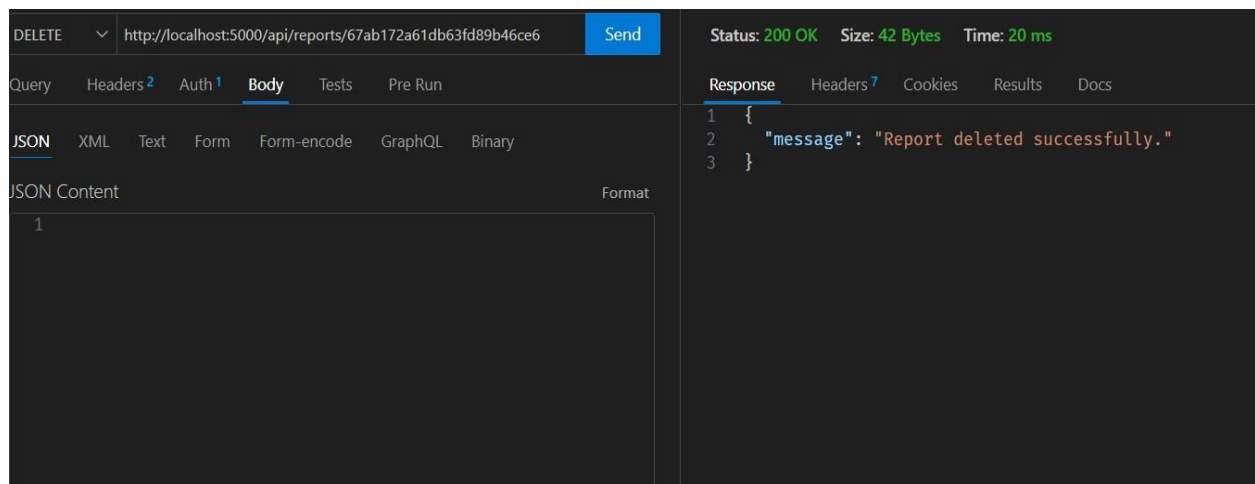 DELETE http://localhost:5000/api/reports/67ab172a61db63fd89b46ce6 Send
Query Headers 2 Auth 1 Body Tests Pre Run
JSON XML Text Form Form-encode GraphQL Binary
JSON Content Format
1
Status: 200 OK Size: 42 Bytes Time: 20 ms
Response Headers 7 Cookies Results Docs
1 {
2 "message": "Report deleted successfully."
3 }